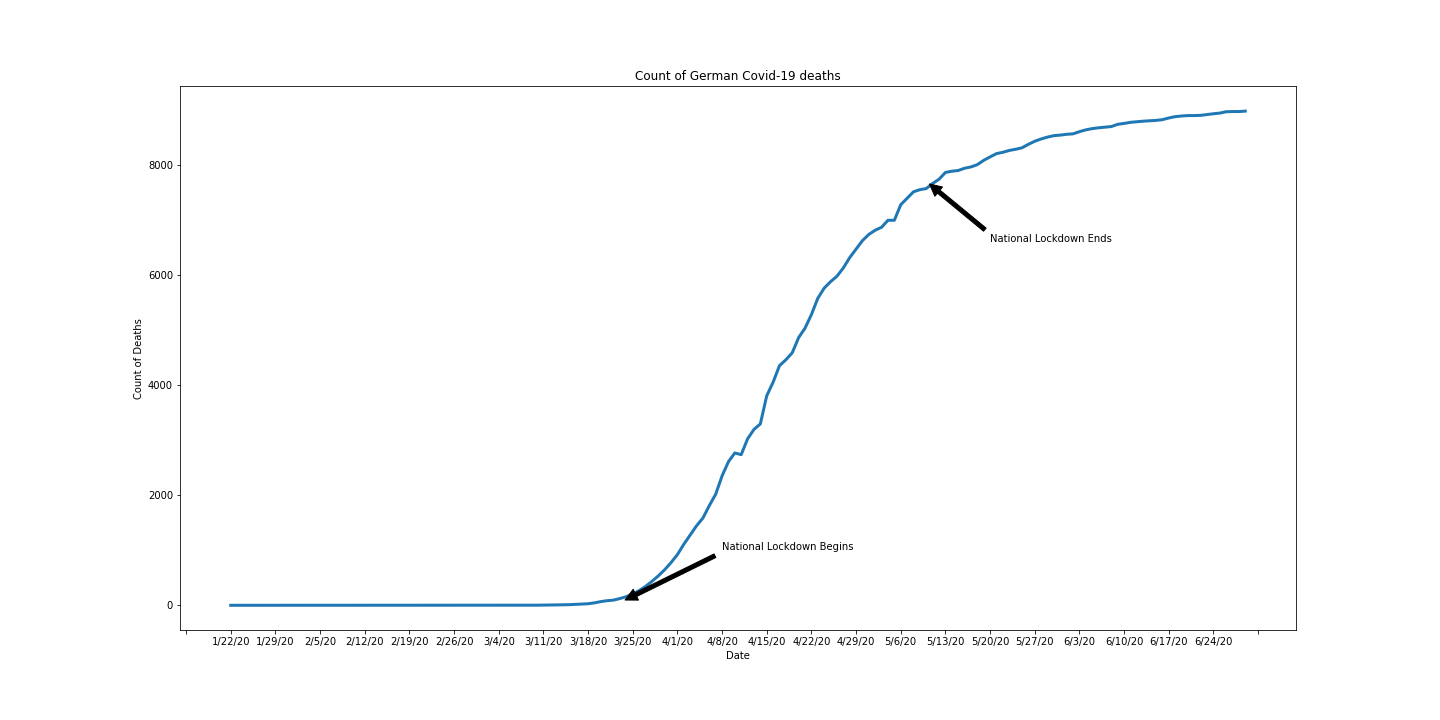 Count of German Covid-19 deaths
8000
6000
4000
2000
0
Count of Deaths
National Lockdown Ends
National Lockdown Begins
1/22/20 1/29/20 2/5/20 2/12/20 2/19/20 2/26/20 3/4/20 3/11/20 3/18/20 3/25/20 4/1/20 4/8/20 4/15/20 4/22/20 4/29/20 5/6/20 5/13/20 5/20/20 5/27/20 6/3/20 6/10/20 6/17/20 6/24/20
Date